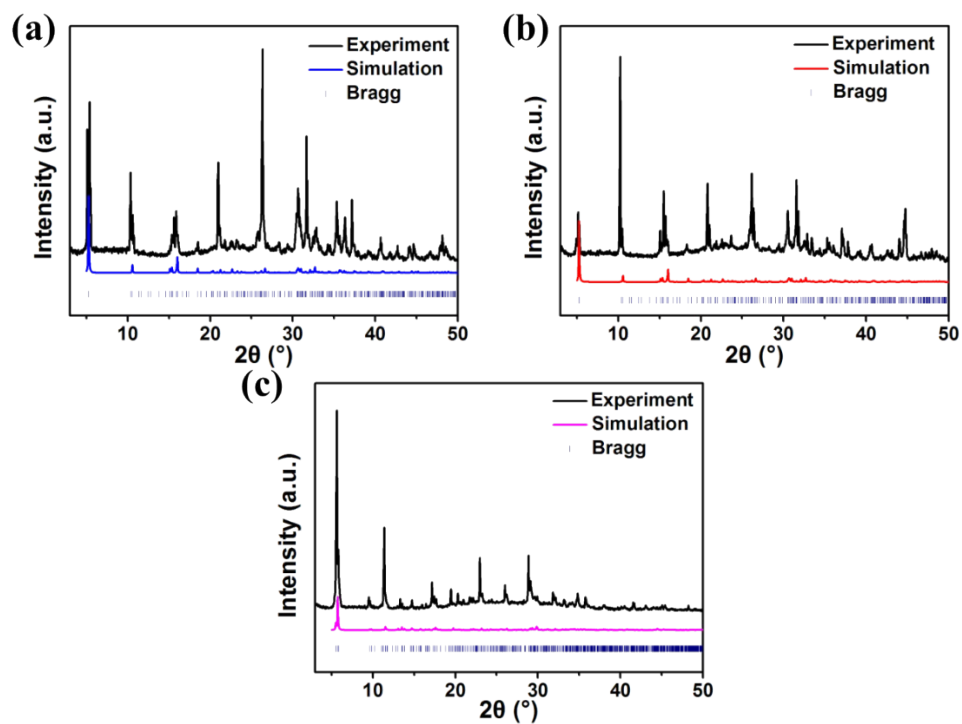 (a)
Experiment
Simulation
Bragg
Intensity (a.u.)
10 20 30 40 50
2θ (°)
(b)
Experiment
Simulation
Bragg
Intensity (a.u.)
10 20 30 40 50
2θ (°)
(c)
Experiment
Simulation
Bragg
Intensity (a.u.)
10 20 30 40 50
2θ (°)